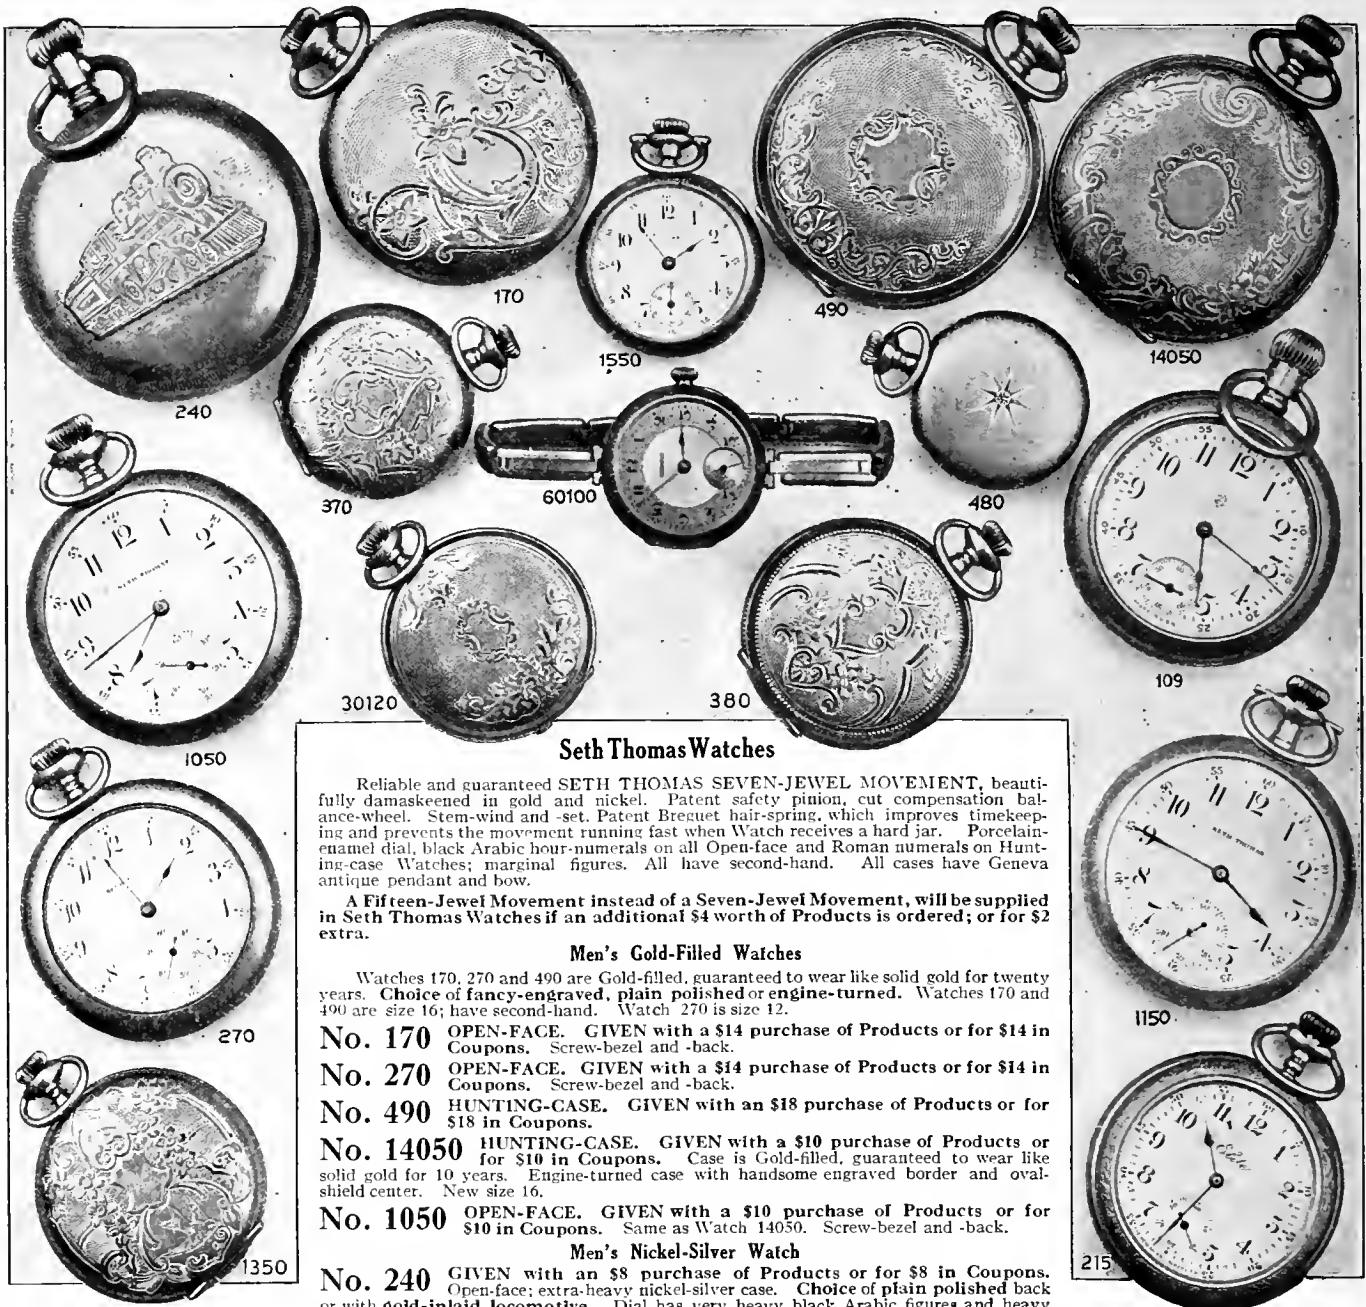 240
170
1550
490
14050
370
60100
480
1050
30120
380
109
SETH THOMAS
270
1150
SETH THOMAS
1350
215
Elite
Seth Thomas Watches
Reliable and guaranteed SETH THOMAS SEVEN-JEWEL MOVEMENT, beauti-
fully damaskeened in gold and nickel. Patent safety pinion, cut compensation bal-
ance-wheel. Stem-wind and -set. Patent Breguet hair-spring, which improves timekeep-
ing and prevents the movement running fast when Watch receives a hard jar. Porcelain-
enamel dial, black Arabic hour-numerals on all Open-face and Roman numerals on Hunt-
ing-case Watches; marginal figures. All have second-hand. All cases have Geneva
antique pendant and bow.
A Fifteen-Jewel Movement instead of a Seven-Jewel Movement, will be supplied
in Seth Thomas Watches if an additional $4 worth of Products is ordered; or for $2
extra.
Men's Gold-Filled Watches
Watches 170, 270 and 490 are Gold-filled, guaranteed to wear like solid gold for twenty
years. Choice of fancy-engraved, plain polished or engine-turned. Watches 170 and
490 are size 16; have second-hand. Watch 270 is size 12.
No. 170 OPEN-FACE. GIVEN with a $14 purchase of Products or for $14 in
Coupons. Screw-bezel and -back.
No. 270 OPEN-FACE. GIVEN with a $14 purchase of Products or for $14 in
Coupons. Screw-bezel and -back.
No. 490 HUNTING-CASE. GIVEN with an $18 purchase of Products or for
$18 in Coupons.
No. 14050 HUNTING-CASE. GIVEN with a $10 purchase of Products or
for $10 in Coupons. Case is Gold-filled, guaranteed to wear like
solid gold for 10 years. Engine-turned case with handsome engraved border and oval-
shield center. New size 16.
No. 1050 OPEN-FACE. GIVEN with a $10 purchase of Products or for
$10 in Coupons. Same as Watch 14050. Screw-bezel and -back.
Men's Nickel-Silver Watch
No. 240 GIVEN with an $8 purchase of Products or for $8 in Coupons.
Open-face; extra-heavy nickel-silver case. Choice of plain polished back
or with gold-inlaid locomotive. Dial has very heavy black Arabic figures and heavy